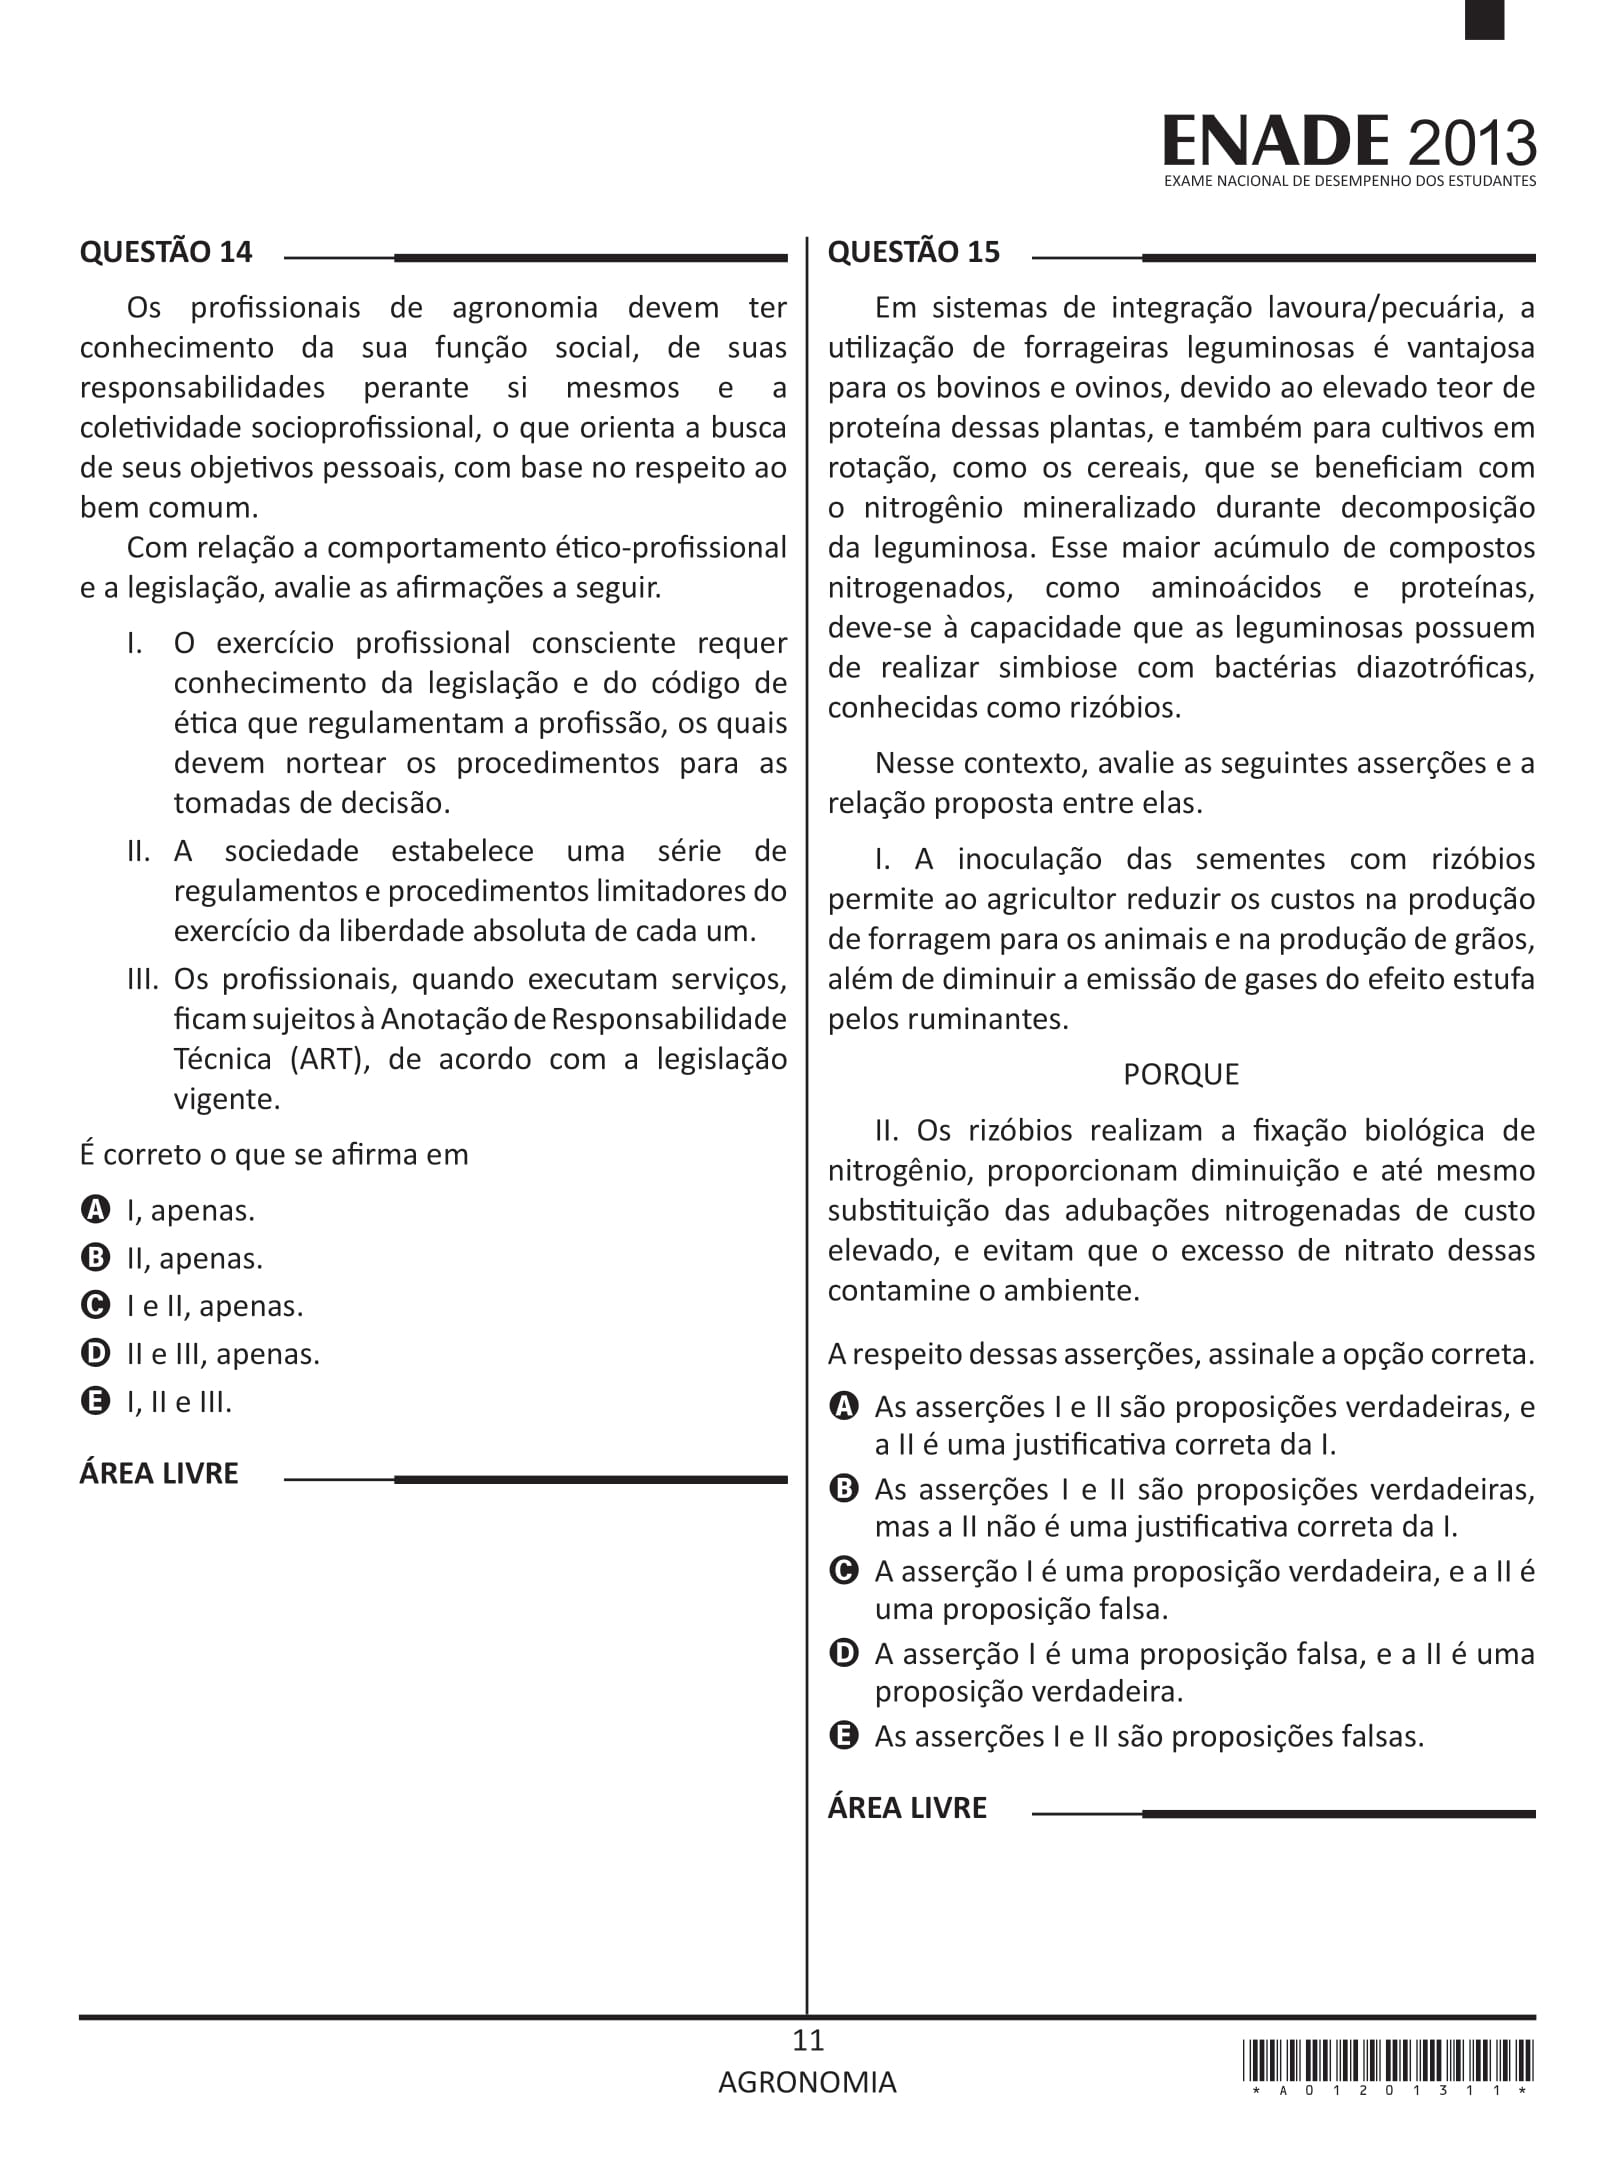 ENADE 2013
EXAME NACIONAL DE DESEMPENHO DOS ESTUDANTES
QUESTÃO 14
Os profissionais de agronomia devem ter
conhecimento da sua função social, de suas
responsabilidades perante si mesmos e a
coletividade socioprofissional, o que orienta a busca
de seus objetivos pessoais, com base no respeito ao
bem comum.
Com relação a comportamento ético-profissional
e a legislação, avalie as afirmações a seguir.
I. O exercício profissional consciente requer
conhecimento da legislação e do código de
ética que regulamentam a profissão, os quais
devem nortear os procedimentos para as
tomadas de decisão.
II. A sociedade estabelece uma série de
regulamentos e procedimentos limitadores do
exercício da liberdade absoluta de cada um.
III. Os profissionais, quando executam serviços,
ficam sujeitos à Anotação de Responsabilidade
Técnica (ART), de acordo com a legislação
vigente.
É correto o que se afirma em
A I, apenas.
B II, apenas.
C I e II, apenas.
D II e III, apenas.
E I, II e III.
ÁREA LIVRE
QUESTÃO 15
Em sistemas de integração lavoura/pecuária, a
utilização de forrageiras leguminosas é vantajosa
para os bovinos e ovinos, devido ao elevado teor de
proteína dessas plantas, e também para cultivos em
rotação, como os cereais, que se beneficiam com
o nitrogênio mineralizado durante decomposição
da leguminosa. Esse maior acúmulo de compostos
nitrogenados, como aminoácidos e proteínas,
deve-se à capacidade que as leguminosas possuem
de realizar simbiose com bactérias diazotróficas,
conhecidas como rizóbios.
Nesse contexto, avalie as seguintes asserções e a
relação proposta entre elas.
I. A inoculação das sementes com rizóbios
permite ao agricultor reduzir os custos na produção
de forragem para os animais e na produção de grãos,
além de diminuir a emissão de gases do efeito estufa
pelos ruminantes.
PORQUE
II. Os rizóbios realizam a fixação biológica de
nitrogênio, proporcionam diminuição e até mesmo
substituição das adubações nitrogenadas de custo
elevado, e evitam que o excesso de nitrato dessas
contamine o ambiente.
A respeito dessas asserções, assinale a opção correta.
A As asserções I e II são proposições verdadeiras, e
a II é uma justificativa correta da I.
B As asserções I e II são proposições verdadeiras,
mas a II não é uma justificativa correta da I.
C A asserção I é uma proposição verdadeira, e a II é
uma proposição falsa.
D A asserção I é uma proposição falsa, e a II é uma
proposição verdadeira.
E As asserções I e II são proposições falsas.
ÁREA LIVRE
11
AGRONOMIA
* A 0 1 2 0 1 3 1 1 *